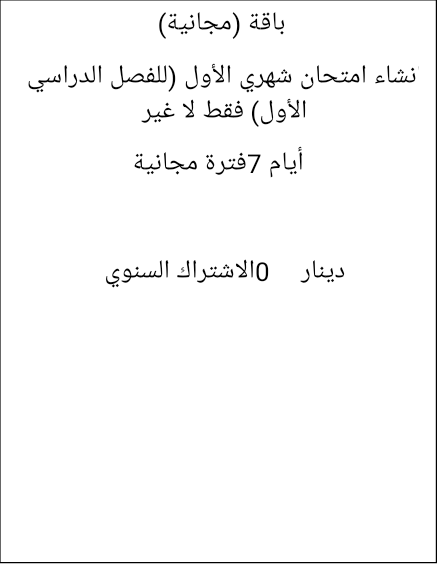 باقة (مجانية)
نشاء امتحان شهري الأول (للفصل الدراسي
الأول) فقط لا غير
أيام 7فترة مجانية
دينار 0الاشتراك السنوي